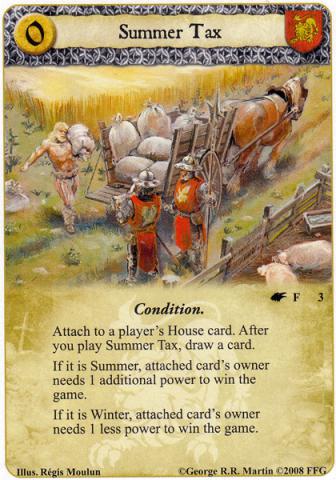 0
Summer Tax
F 3
Condition.
Attach to a player's House card. After
you play Summer Tax, draw a card.
If it is Summer, attached card's owner
needs 1 additional power to win the
game.
If it is Winter, attached card's owner
needs 1 less power to win the game.
Illus. Régis Moulun ©George R.R. Martin ©2008 FFG